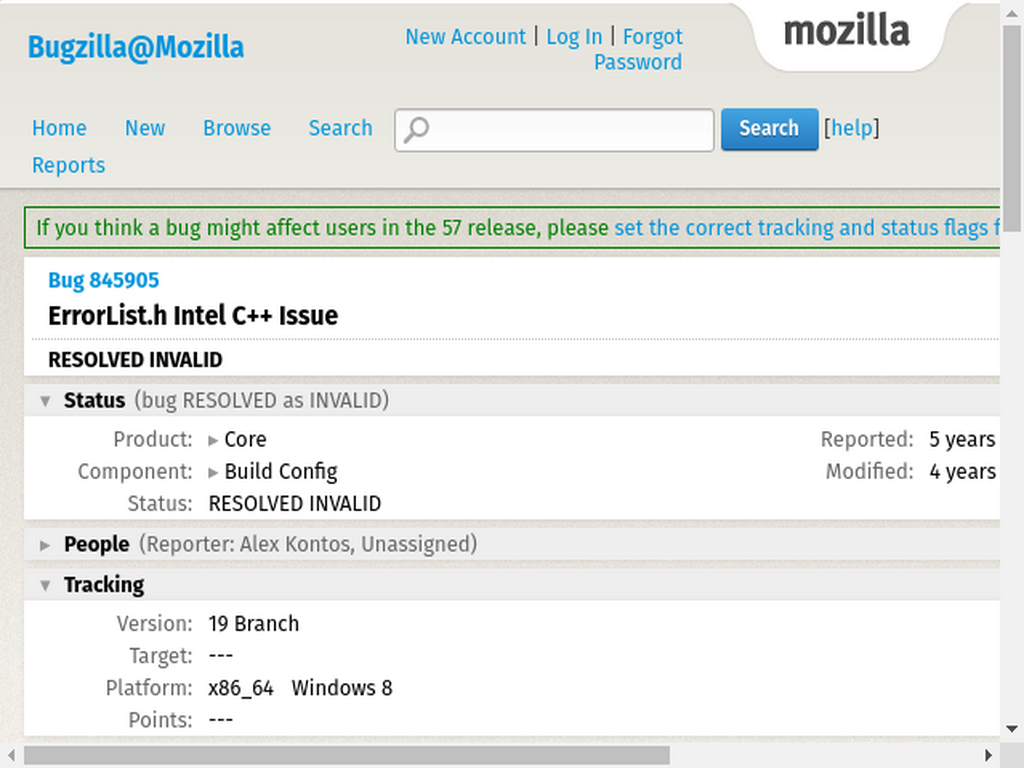 Bugzilla@Mozilla
New Account | Log In | Forgot
Password
mozilla
Home New Browse Search Search [help]
Reports
If you think a bug might affect users in the 57 release, please set the correct tracking and status flags f
Bug 845905
ErrorList.h Intel C++ Issue
RESOLVED INVALID
Status (bug RESOLVED as INVALID)
Product: Core Reported: 5 years
Component: Build Config Modified: 4 years
Status: RESOLVED INVALID
People (Reporter: Alex Kontos, Unassigned)
Tracking
Version: 19 Branch
Target: ---
Platform: x86_64 Windows 8
Points: ---